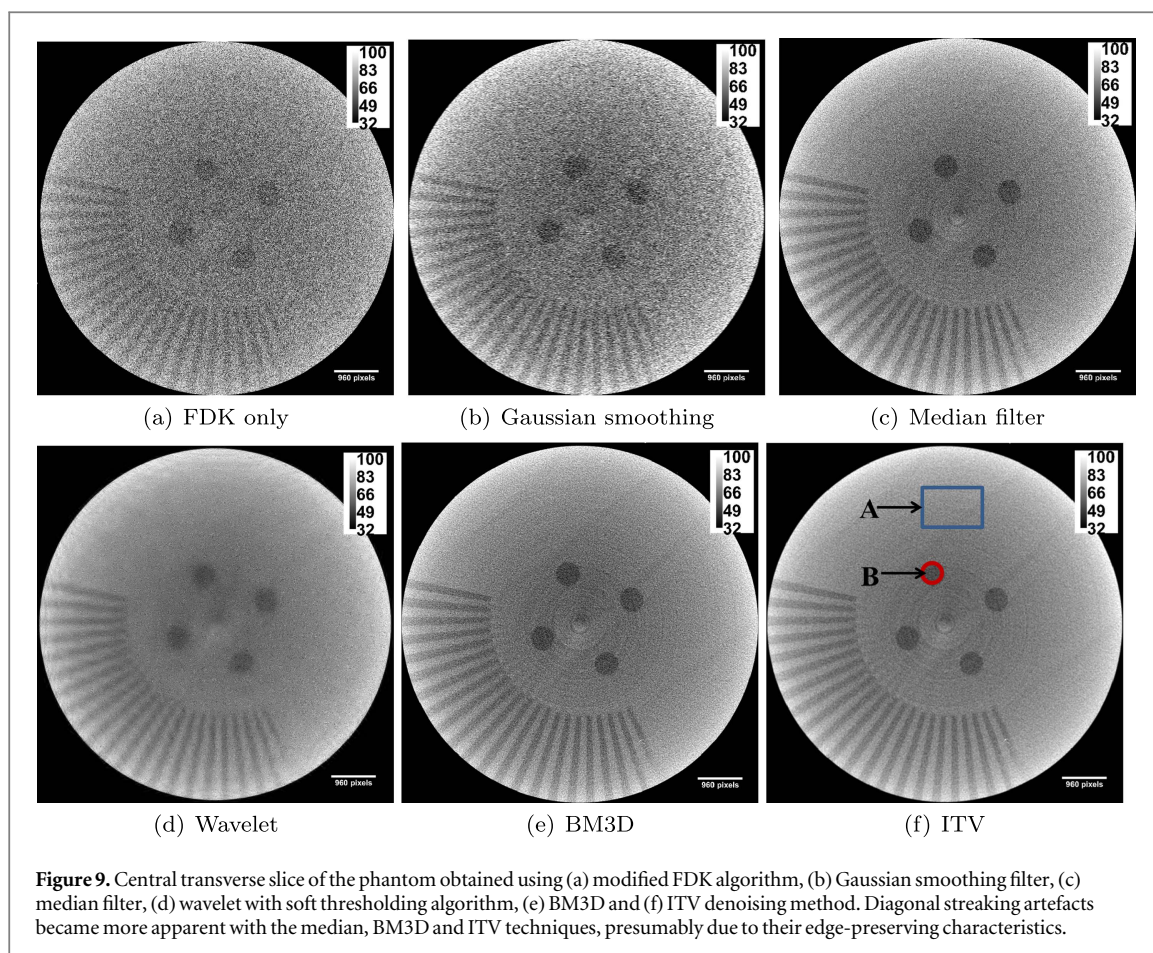 100
83
66
49
32
960 pixels
(a) FDK only
100
83
66
49
32
960 pixels
(b) Gaussian smoothing
100
83
66
49
32
960 pixels
(c) Median filter
100
83
66
49
32
960 pixels
(d) Wavelet
100
83
66
49
32
960 pixels
(e) BM3D
100
83
66
49
32
A
B
960 pixels
(f) ITV
Figure 9. Central transverse slice of the phantom obtained using (a) modified FDK algorithm, (b) Gaussian smoothing filter, (c)
median filter, (d) wavelet with soft thresholding algorithm, (e) BM3D and (f) ITV denoising method. Diagonal streaking artefacts
became more apparent with the median, BM3D and ITV techniques, presumably due to their edge-preserving characteristics.